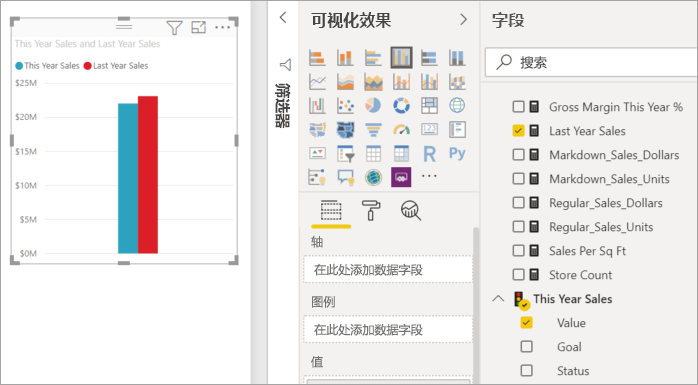 This Year Sales and Last Year Sales
This Year Sales Last Year Sales
$25M
$20M
$15M
$10M
$5M
$0M
筛选器
可视化效果
R Py
轴
在此处添加数据字段
图例
在此处添加数据字段
值
字段
搜索
Gross Margin This Year %
Last Year Sales
Markdown_Sales_Dollars
Markdown_Sales_Units
Regular_Sales_Dollars
Regular_Sales_Units
Sales Per Sq Ft
Store Count
This Year Sales
Value
Goal
Status